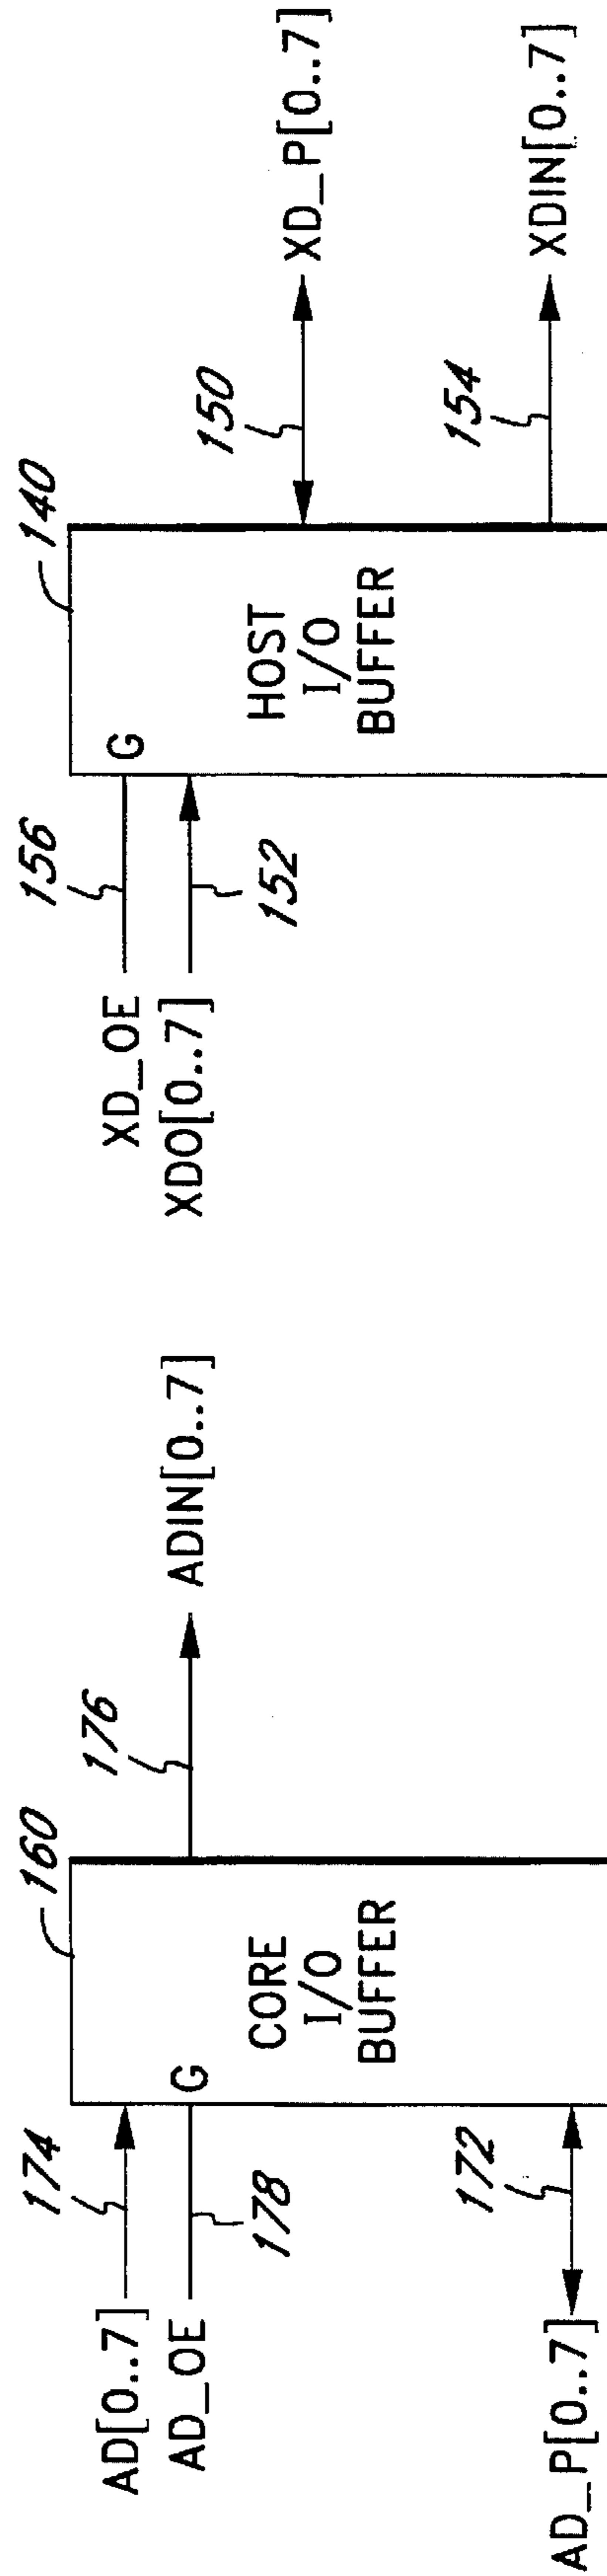 160
174
AD[0..7]
AD_OE
178
G
CORE
I/O
BUFFER
176
ADIN[0..7]
172
AD_P[0..7]
140
156
XD_OE
XDO[0..7]
152
G
HOST
I/O
BUFFER
150
XD_P[0..7]
154
XDIN[0..7]